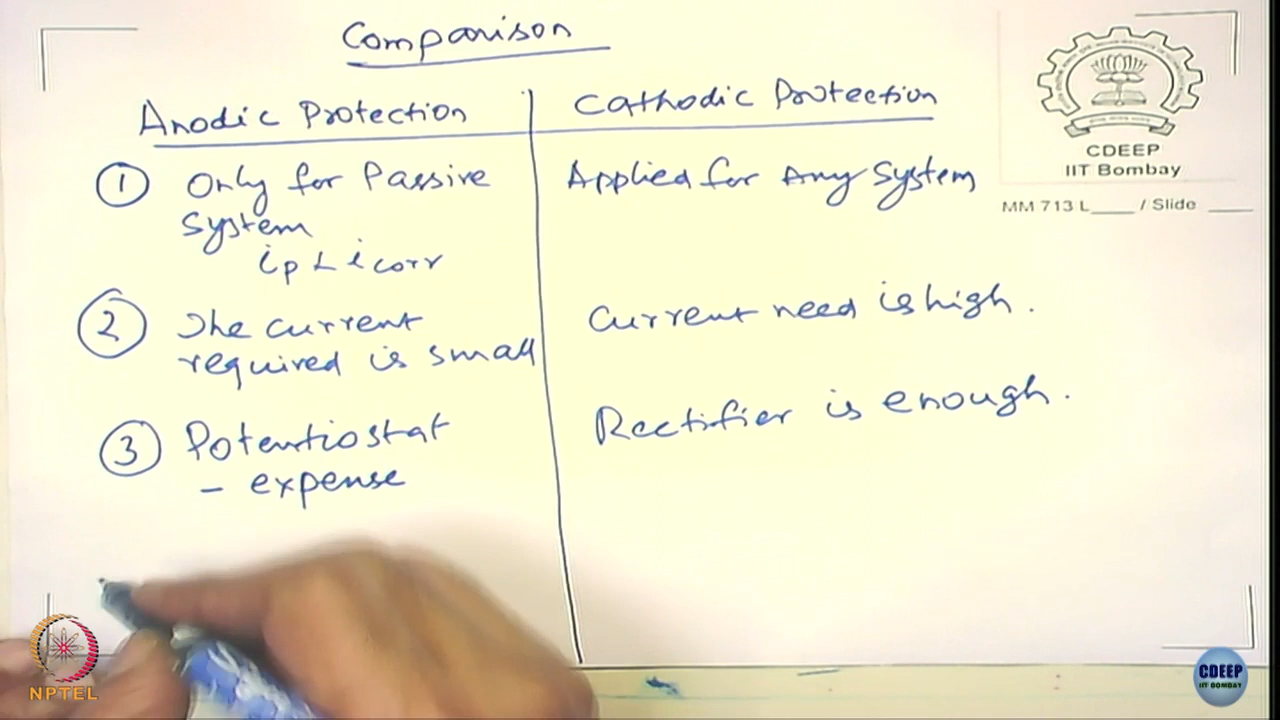 Comparison
Anodic Protection
Cathodic Protection
① Only for Passive
System
ip < icorr
Applied for Any System
② The current
required is small
Current need is high.
③ Potentiostat
- expense
Rectifier is enough.
CDEEP
IIT Bombay
MM 713 L____ / Slide ____
NPTEL
CDEEP
IIT BOMBAY